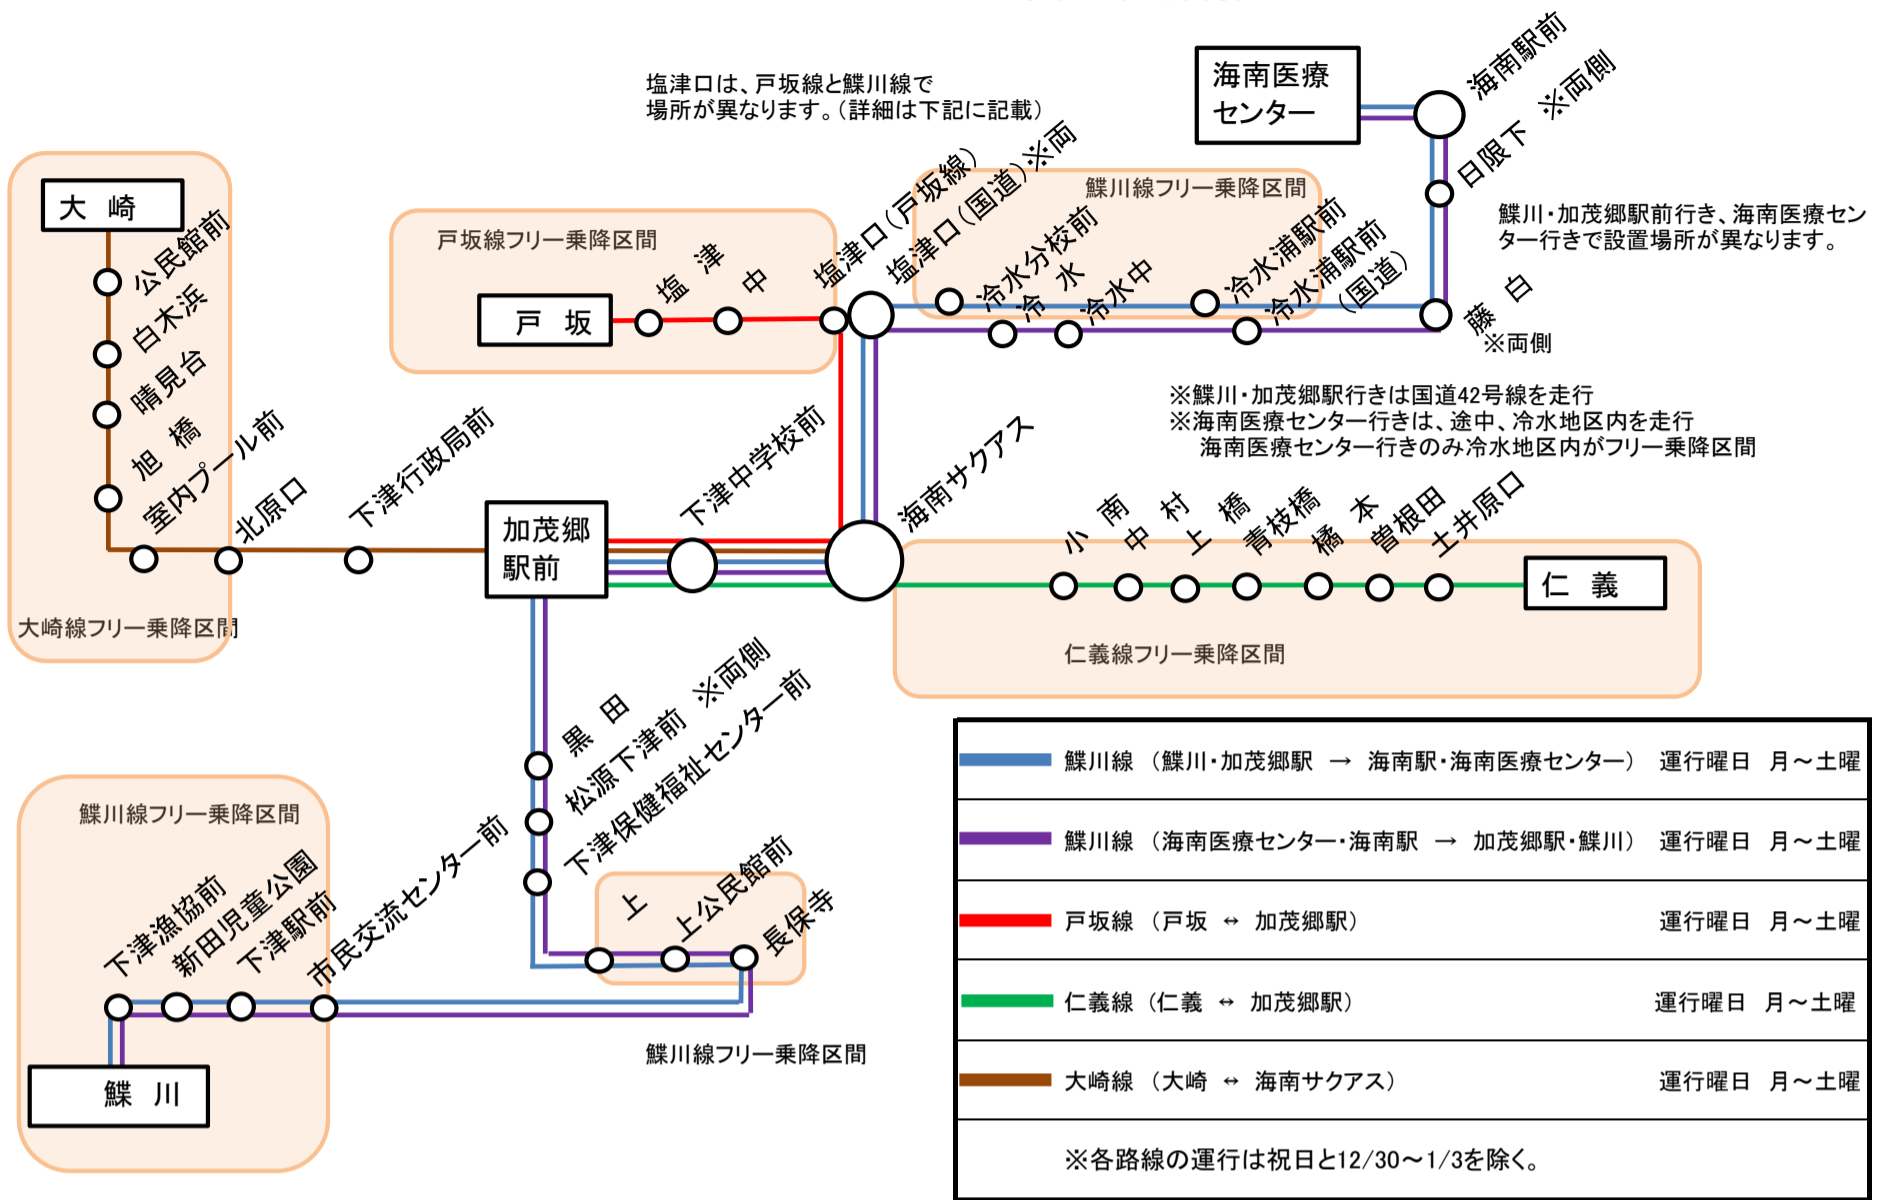 塩津口は、戸坂線と鰈川線で
場所が異なります。（詳細は下記に記載）
海南医療
センター
海南駅前
日限下 ※両側
鰈川・加茂郷駅前行き、海南医療セン
ター行きで設置場所が異なります。
大 崎
公民館前
白木浜
晴見台
旭 橋
室内プール前
北原口
下津行政局前
大崎線フリー乗降区間
戸坂線フリー乗降区間
戸 坂
塩 津
中
塩津口（戸坂線）
塩津口（国道）※両
鰈川線フリー乗降区間
冷水分校前
冷 水
冷水中
冷水浦駅前
冷水浦駅前
（国道）
藤 白
※両側
※鰈川・加茂郷駅行きは国道42号線を走行
※海南医療センター行きは、途中、冷水地区内を走行
海南医療センター行きのみ冷水地区内がフリー乗降区間
加茂郷
駅前
下津中学校前
海南サクアス
小 南
中 村
上 橋
青枝橋
橘 本
曽根田
土井原口
仁 義
仁義線フリー乗降区間
黒 田
松源下津前 ※両側
下津保健福祉センター前
上
上公民館前
長保寺
鰈川線フリー乗降区間
鰈川線フリー乗降区間
下津漁協前
新田児童公園
下津駅前
市民交流センター前
鰈 川
鰈川線 （鰈川・加茂郷駅 → 海南駅・海南医療センター） 運行曜日 月～土曜
鰈川線 （海南医療センター・海南駅 → 加茂郷駅・鰈川） 運行曜日 月～土曜
戸坂線 （戸坂 ↔ 加茂郷駅） 運行曜日 月～土曜
仁義線 （仁義 ↔ 加茂郷駅） 運行曜日 月～土曜
大崎線 （大崎 ↔ 海南サクアス） 運行曜日 月～土曜
※各路線の運行は祝日と12/30～1/3を除く。